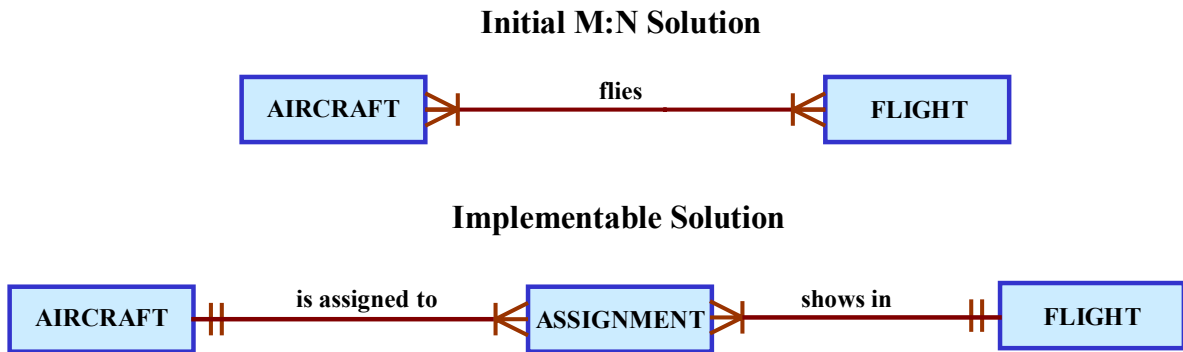 Initial M:N Solution
flies
AIRCRAFT
FLIGHT
Implementable Solution
is assigned to
shows in
AIRCRAFT
ASSIGNMENT
FLIGHT